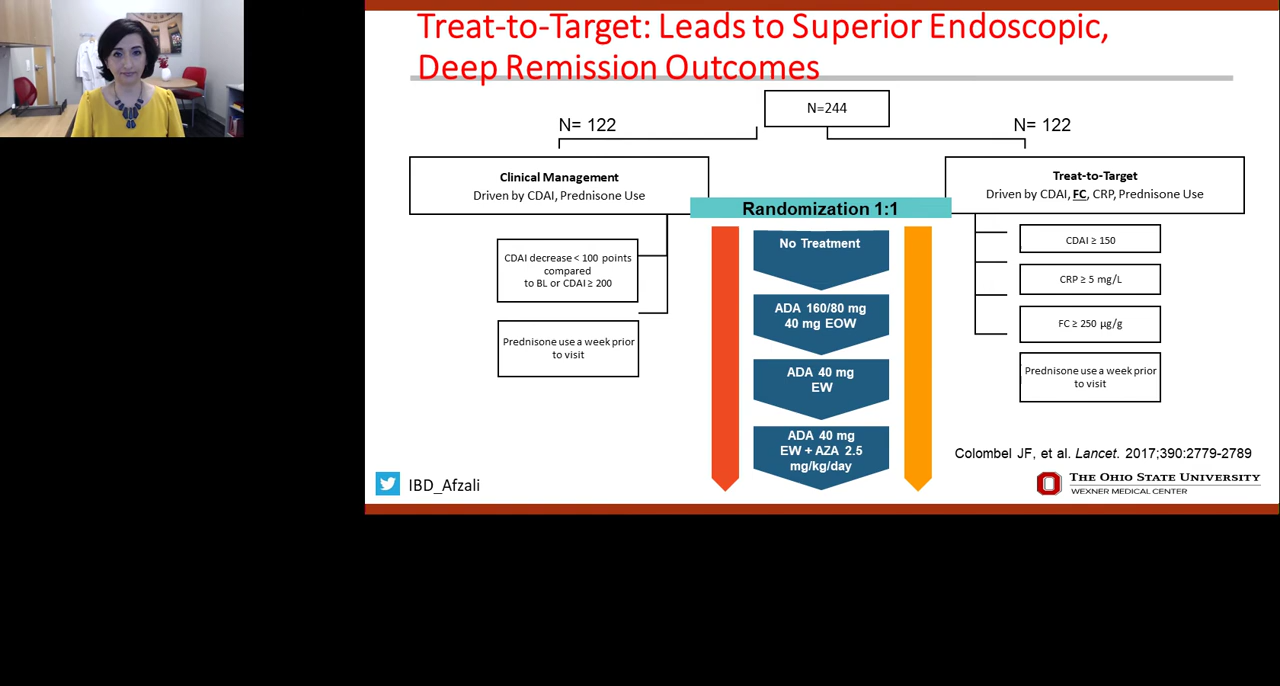 Treat-to-Target: Leads to Superior Endoscopic,
Deep Remission Outcomes
N=244
N= 122
N= 122
Clinical Management
Driven by CDAI, Prednisone Use
Treat-to-Target
Driven by CDAI, FC, CRP, Prednisone Use
Randomization 1:1
CDAI decrease < 100 points
compared
to BL or CDAI ≥ 200
Prednisone use a week prior
to visit
No Treatment
ADA 160/80 mg
40 mg EOW
ADA 40 mg
EW
ADA 40 mg
EW + AZA 2.5
mg/kg/day
CDAI ≥ 150
CRP ≥ 5 mg/L
FC ≥ 250 µg/g
Prednisone use a week prior
to visit
Colombel JF, et al. Lancet. 2017;390:2779-2789
IBD_Afzali
THE OHIO STATE UNIVERSITY
WEXNER MEDICAL CENTER